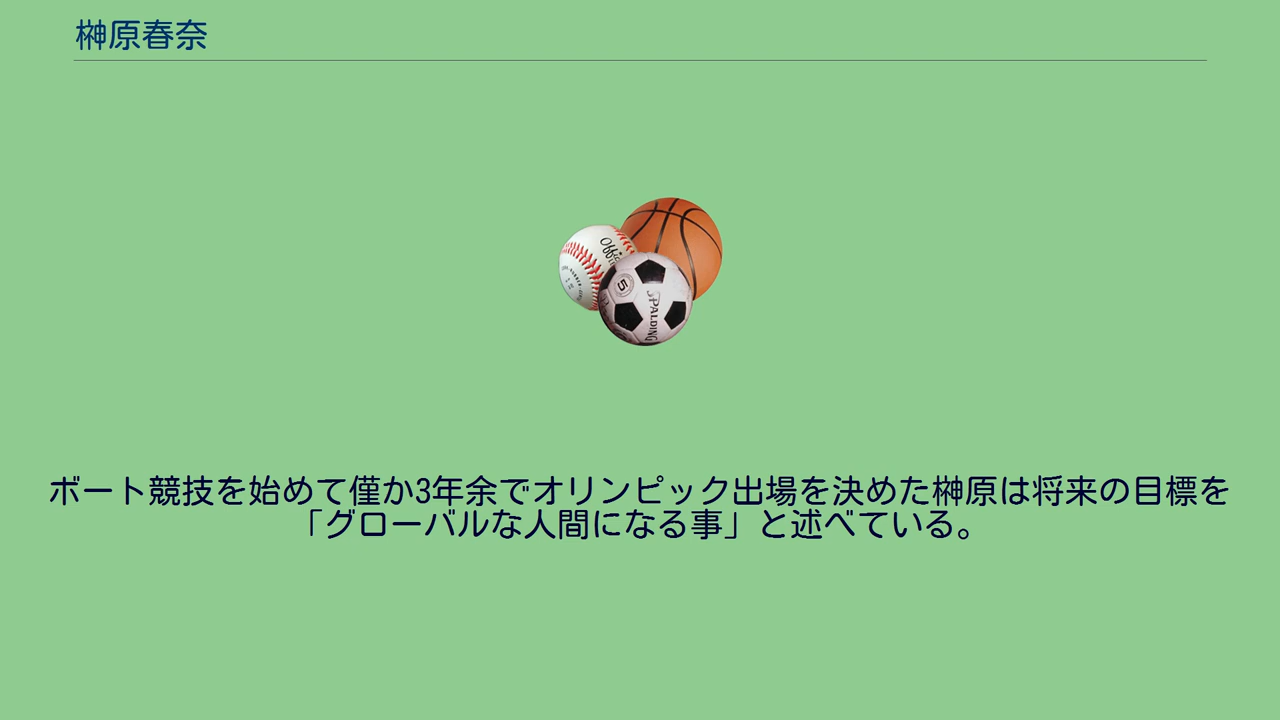 榊原春奈
Offic
5
SPALDING
ボート競技を始めて僅か3年余でオリンピック出場を決めた榊原は将来の目標を
「グローバルな人間になる事」と述べている。